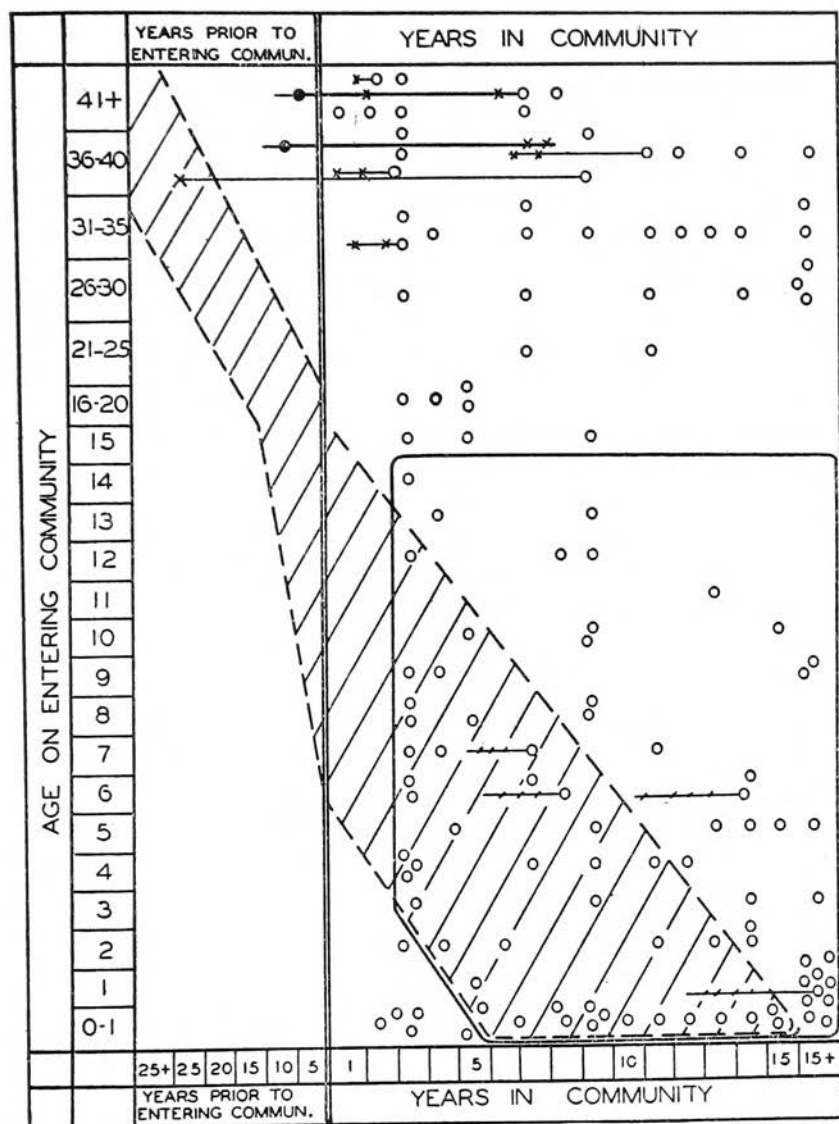 YEARS PRIOR TO
ENTERING COMMUN.
YEARS IN COMMUNITY
AGE ON ENTERING COMMUNITY
41+
36-40
31-35
26-30
21-25
16-20
15
14
13
12
11
10
9
8
7
6
5
4
3
2
1
0-1
25+ 25 20 15 10 5 1 5 10 15 15+
YEARS PRIOR TO
ENTERING COMMUN.
YEARS IN COMMUNITY